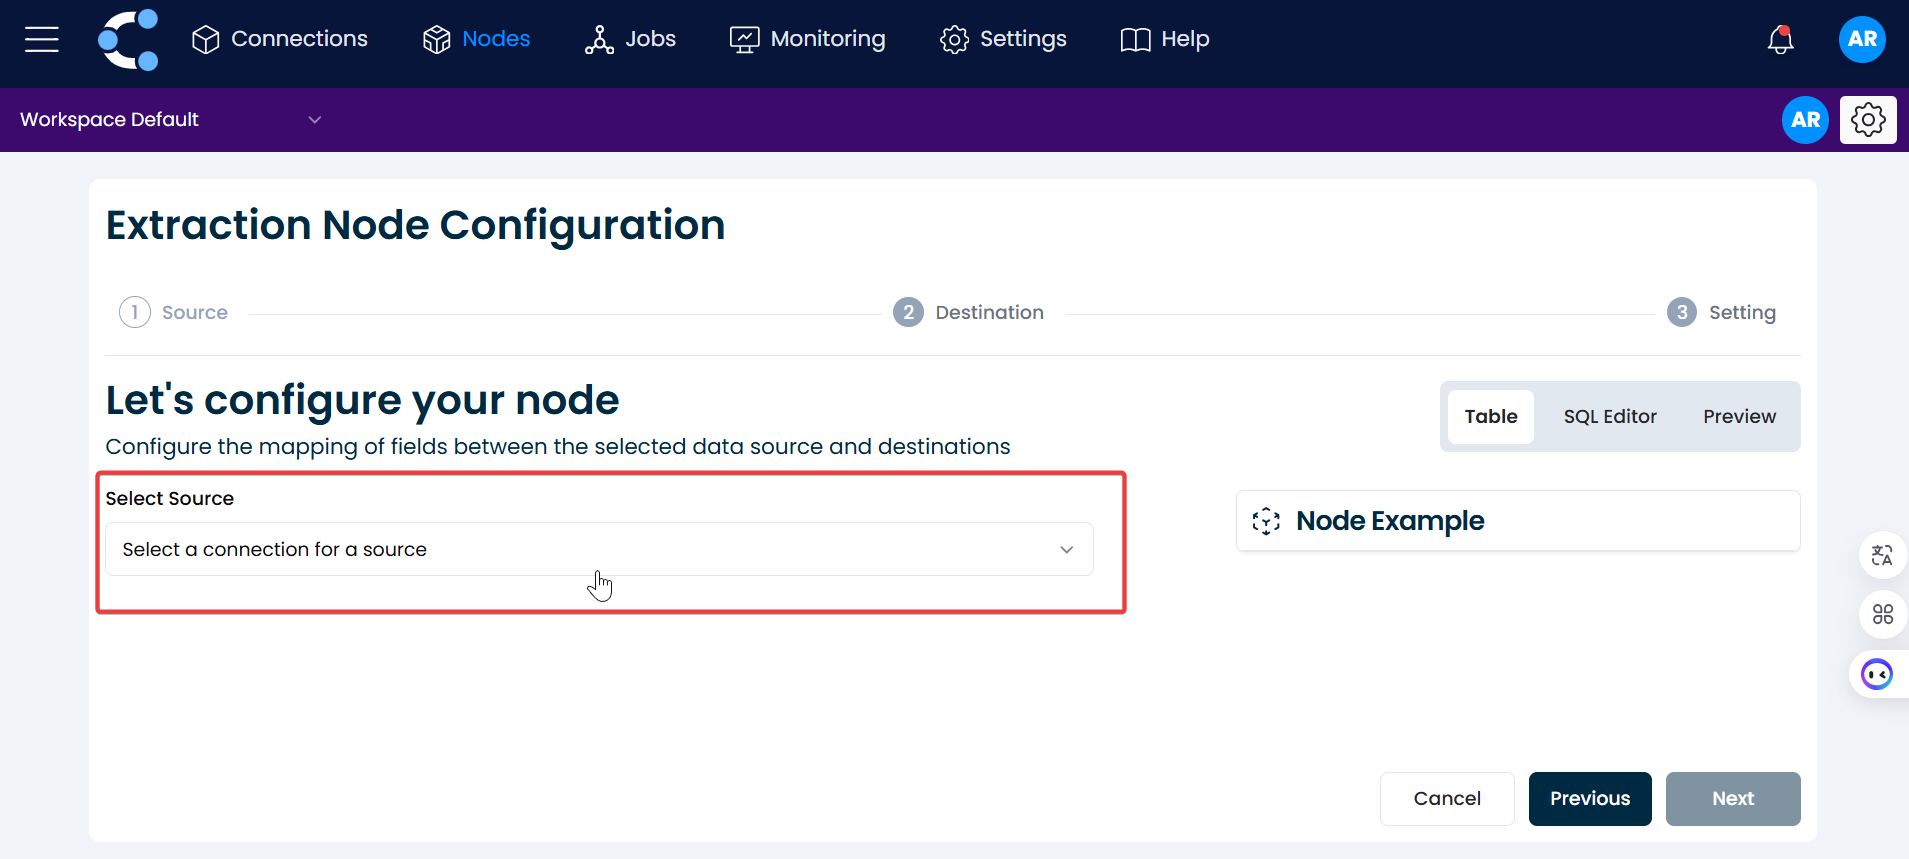 Connections
Nodes
Jobs
Monitoring
Settings
Help
AR
Workspace Default
AR
Extraction Node Configuration
1 Source
2 Destination
3 Setting
Let's configure your node
Configure the mapping of fields between the selected data source and destinations
Table
SQL Editor
Preview
Select Source
Select a connection for a source
Node Example
Cancel
Previous
Next